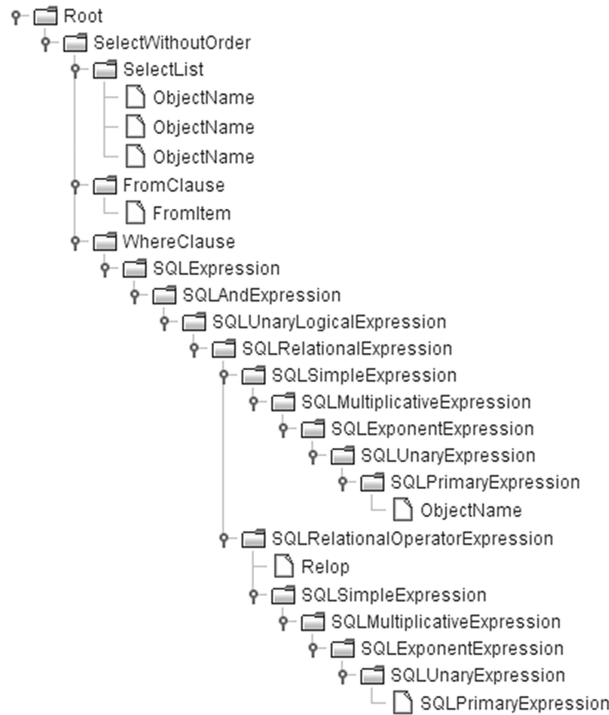 Root
SelectWithoutOrder
SelectList
ObjectName
ObjectName
ObjectName
FromClause
FromItem
WhereClause
SQLExpression
SQLAndExpression
SQLUnaryLogicalExpression
SQLRelationalExpression
SQLSimpleExpression
SQLMultiplicativeExpression
SQLExponentExpression
SQLUnaryExpression
SQLPrimaryExpression
ObjectName
SQLRelationalOperatorExpression
Relop
SQLSimpleExpression
SQLMultiplicativeExpression
SQLExponentExpression
SQLUnaryExpression
SQLPrimaryExpression